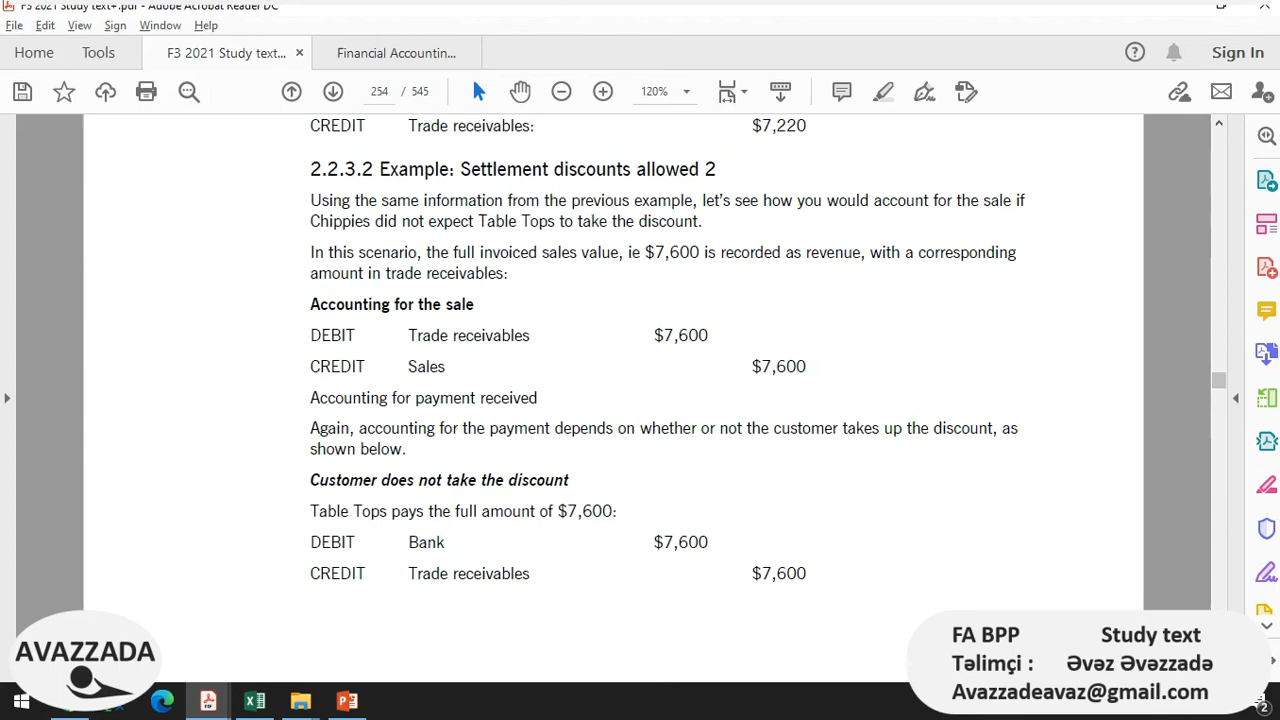 F3 2021 Study text+.pdf - Adobe Acrobat Reader DC
File Edit View Sign Window Help
Home Tools F3 2021 Study text... × Financial Accountin... Sign In
254 / 545 120%
CREDIT Trade receivables: $7,220
2.2.3.2 Example: Settlement discounts allowed 2
Using the same information from the previous example, let's see how you would account for the sale if
Chippies did not expect Table Tops to take the discount.
In this scenario, the full invoiced sales value, ie $7,600 is recorded as revenue, with a corresponding
amount in trade receivables:
Accounting for the sale
DEBIT Trade receivables $7,600
CREDIT Sales $7,600
Accounting for payment received
Again, accounting for the payment depends on whether or not the customer takes up the discount, as
shown below.
Customer does not take the discount
Table Tops pays the full amount of $7,600:
DEBIT Bank $7,600
CREDIT Trade receivables $7,600
AVAZZADA
FA BPP Study text
Təlimçi : Əvəz Əvəzzadə
Avazzadeavaz@gmail.com
2